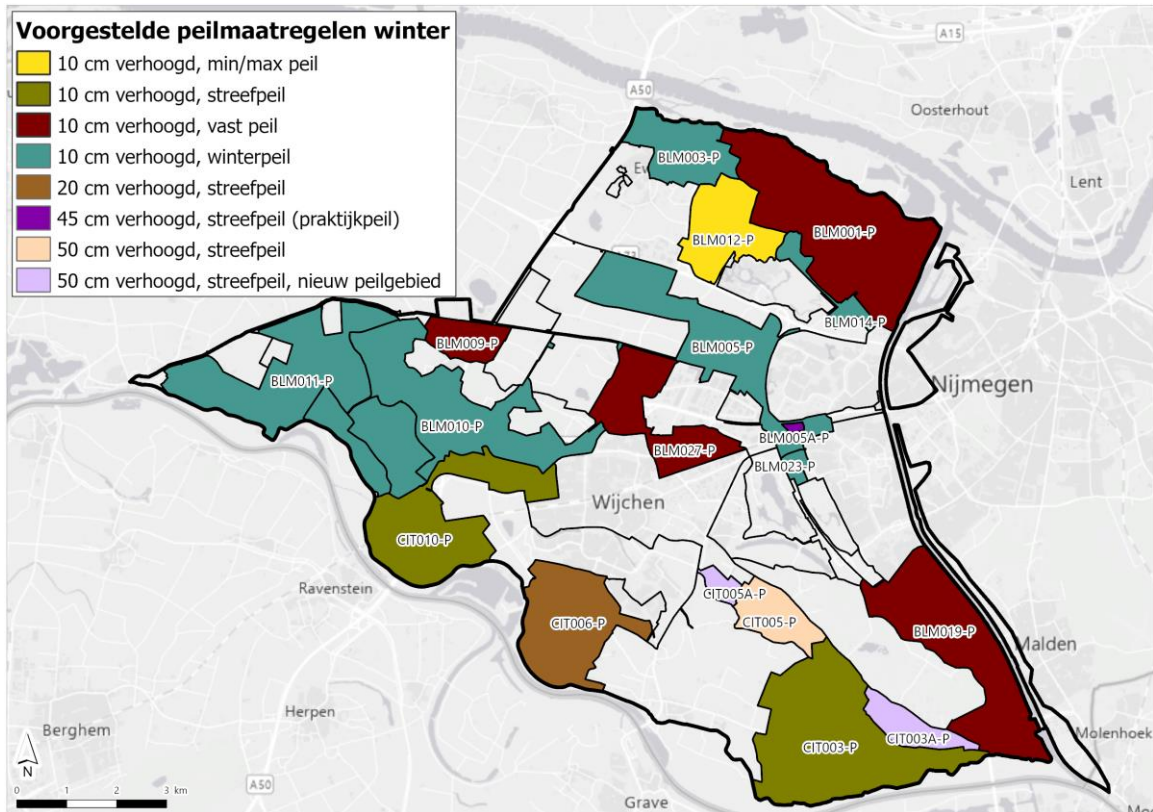 Voorgestelde peilmaatregelen winter
10 cm verhoogd, min/max peil
10 cm verhoogd, streefpeil
10 cm verhoogd, vast peil
10 cm verhoogd, winterpeil
20 cm verhoogd, streefpeil
45 cm verhoogd, streefpeil (praktijkpeil)
50 cm verhoogd, streefpeil
50 cm verhoogd, streefpeil, nieuw peilgebied
A15
A50
Oosterhout
BLM003-P
Lent
BLM012-P
BLM001-P
BLM014-P
BLM009-P
BLM005-P
BLM011-P
Nijmegen
BLM010-P
BLM005A-P
BLM027-P
BLM023-P
Wijchen
CIT010-P
Ravenstein
CIT005A-P
CIT006-P
CIT005-P
BLM019-P
Malden
Herpen
Berghem
CIT003A-P
CIT003-P
Molenhoek
N
A50
0 1 2 3 km
Grave